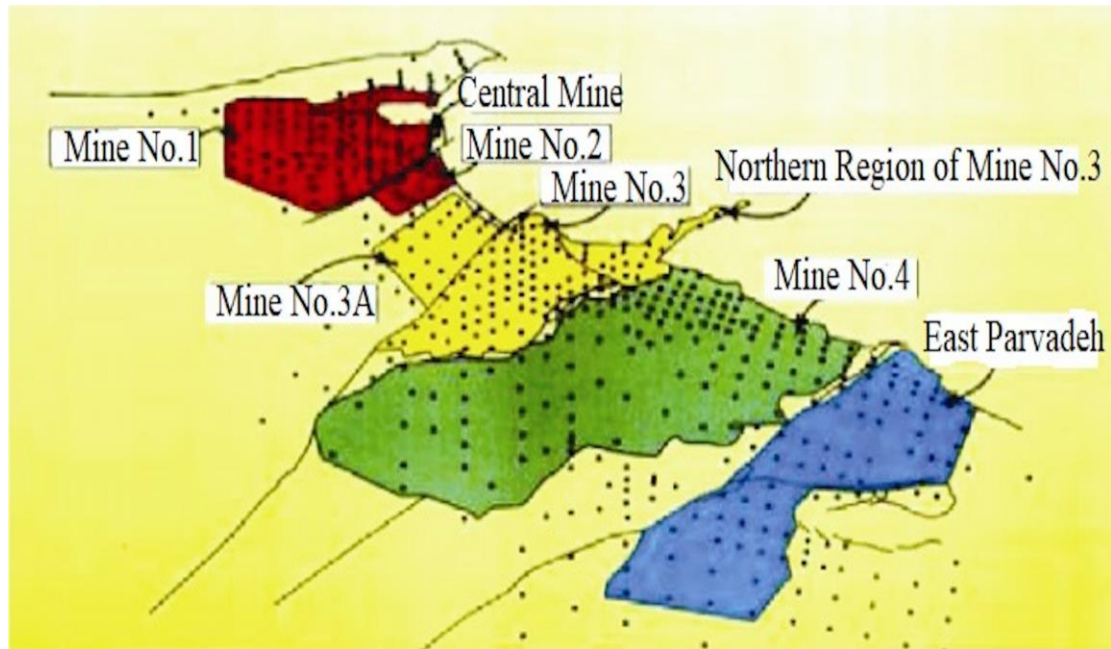 Central Mine
Mine No.1
Mine No.2
Northern Region of Mine No.3
Mine No.3
Mine No.3A
Mine No.4
East Parvadeh